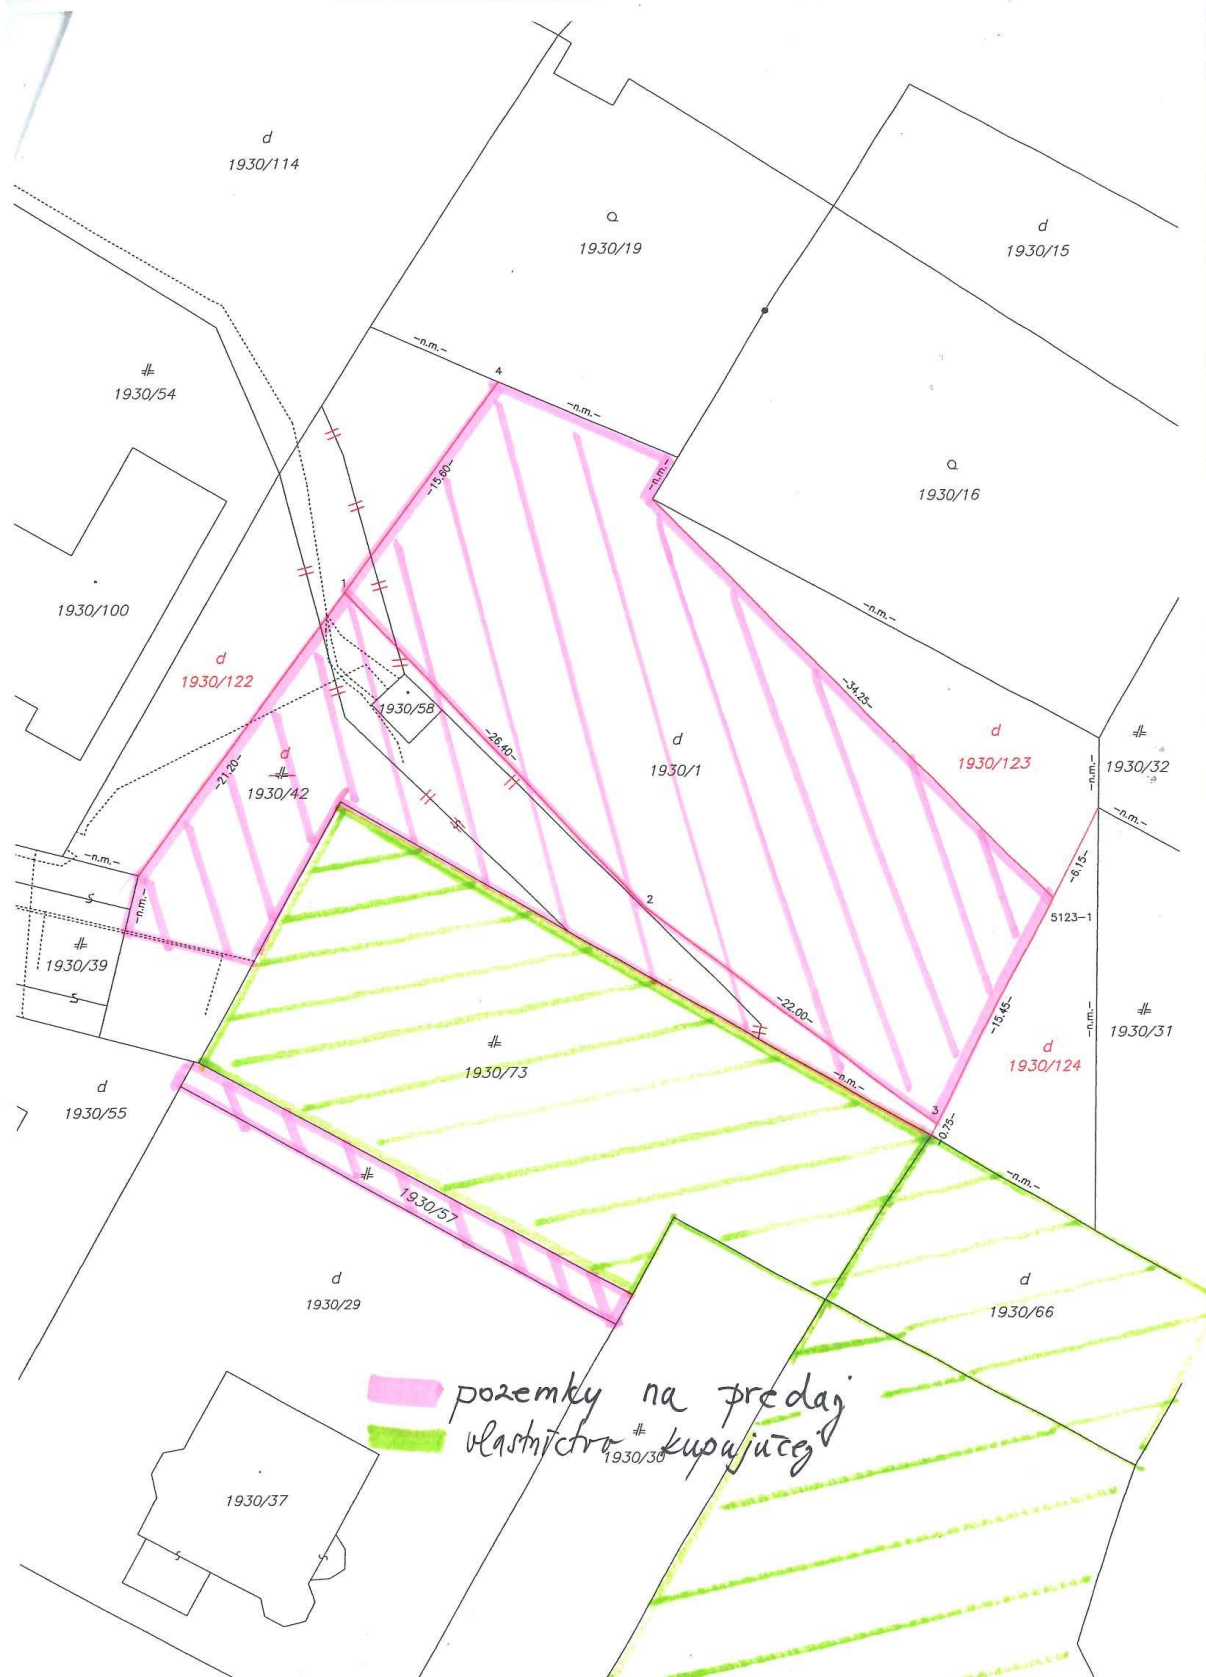 d
1930/114
d
1930/15
1930/19
-n.m.-
4
1930/54
-n.m.-
-n.m.-
1930/16
-15.60-
1
1930/100
-n.m.-
d
1930/122
1930/58
-34.25-
-26.40-
d
1930/1
d
1930/123
1930/32
-n.m.-
-21.20-
d
1930/42
-n.m.-
-n.m.-
-6.15-
2
5123-1
-n.m.-
1930/39
-22.00-
-15.45-
-n.m.-
1930/31
d
1930/124
1930/73
-n.m.-
d
1930/55
3
-0.75-
-n.m.-
1930/57
d
1930/29
d
1930/66
pozemky na predaj
vlastníctvo kupujúcej
1930/30
1930/37